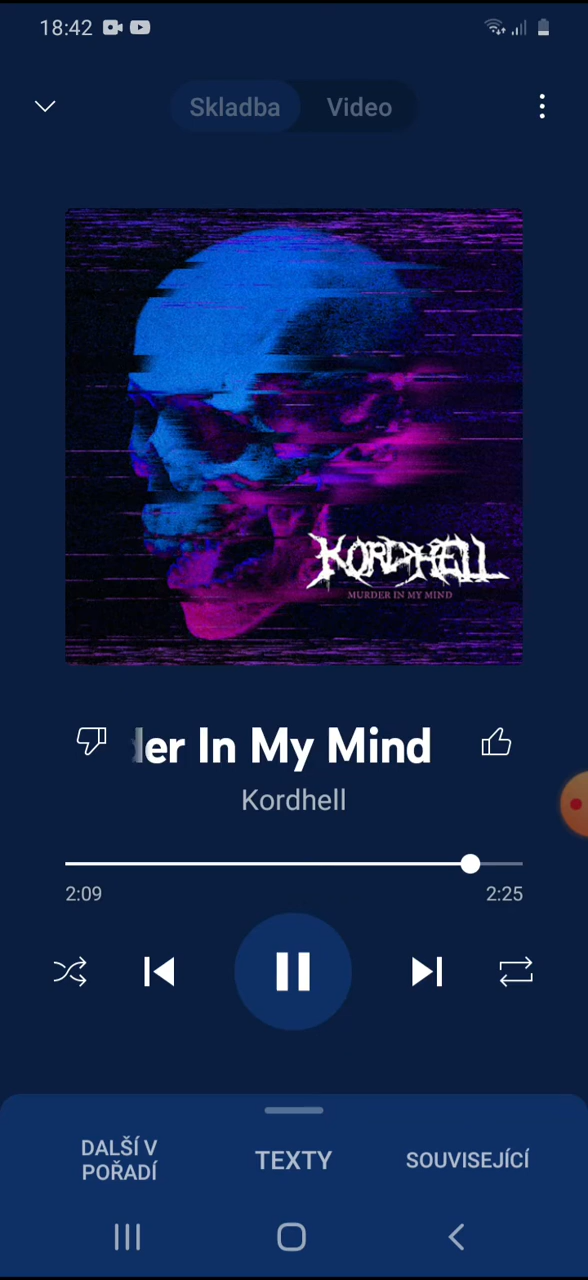 18:42
Skladba Video
KORDHELL
MURDER IN MY MIND
er In My Mind
Kordhell
2:09 2:25
DALŠÍ V
POŘADÍ
TEXTY
SOUVISEJÍCÍ